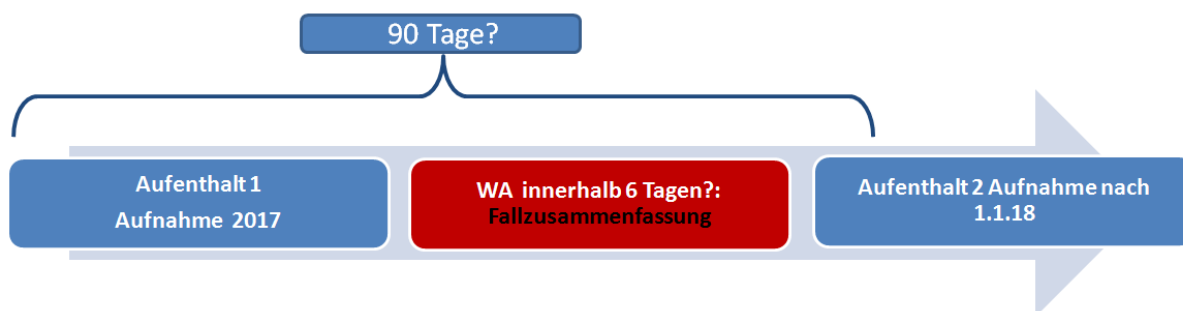 90 Tage?
Aufenthalt 1
Aufnahme 2017
WA innerhalb 6 Tagen?:
Fallzusammenfassung
Aufenthalt 2 Aufnahme nach
1.1.18